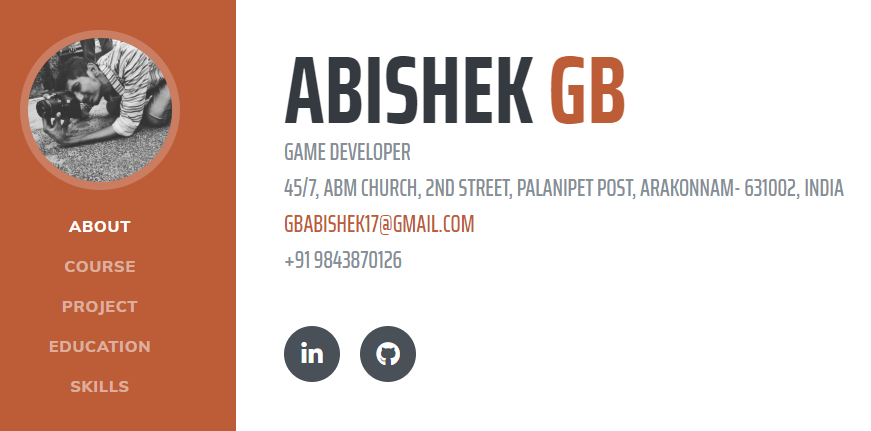 ABOUT
COURSE
PROJECT
EDUCATION
SKILLS
ABISHEK GB
GAME DEVELOPER
45/7, ABM CHURCH, 2ND STREET, PALANIPET POST, ARAKONNAM- 631002, INDIA
GBABISHEK17@GMAIL.COM
+91 9843870126
in